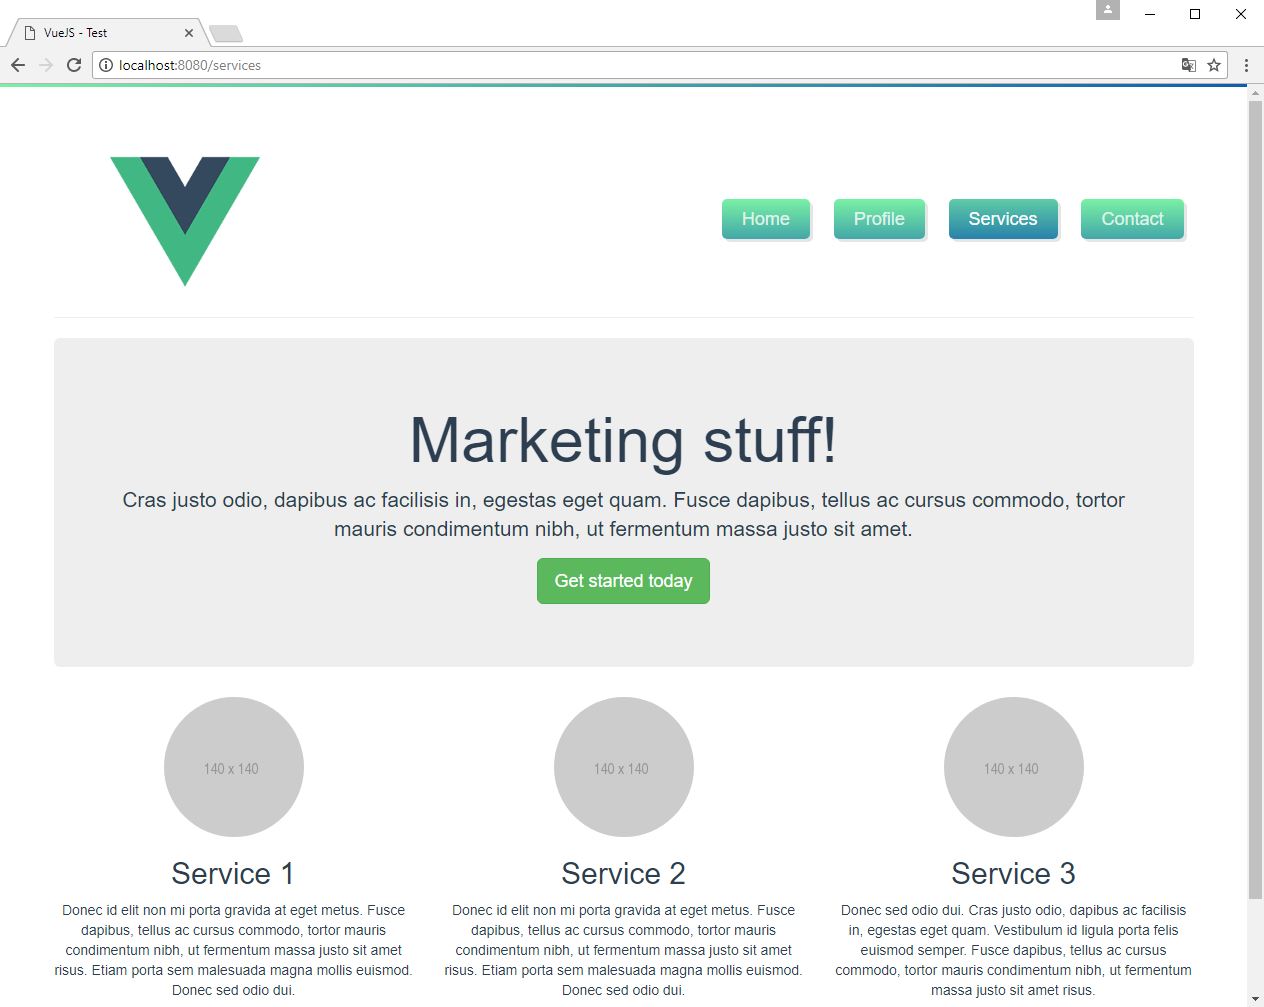 VueJS - Test
localhost:8080/services
Home Profile Services Contact
Marketing stuff!
Cras justo odio, dapibus ac facilisis in, egestas eget quam. Fusce dapibus, tellus ac cursus commodo, tortor
mauris condimentum nibh, ut fermentum massa justo sit amet.
Get started today
140 x 140
Service 1
Donec id elit non mi porta gravida at eget metus. Fusce
dapibus, tellus ac cursus commodo, tortor mauris
condimentum nibh, ut fermentum massa justo sit amet
risus. Etiam porta sem malesuada magna mollis euismod.
Donec sed odio dui.
140 x 140
Service 2
Donec id elit non mi porta gravida at eget metus. Fusce
dapibus, tellus ac cursus commodo, tortor mauris
condimentum nibh, ut fermentum massa justo sit amet
risus. Etiam porta sem malesuada magna mollis euismod.
Donec sed odio dui.
140 x 140
Service 3
Donec sed odio dui. Cras justo odio, dapibus ac facilisis
in, egestas eget quam. Vestibulum id ligula porta felis
euismod semper. Fusce dapibus, tellus ac cursus
commodo, tortor mauris condimentum nibh, ut fermentum
massa justo sit amet risus.